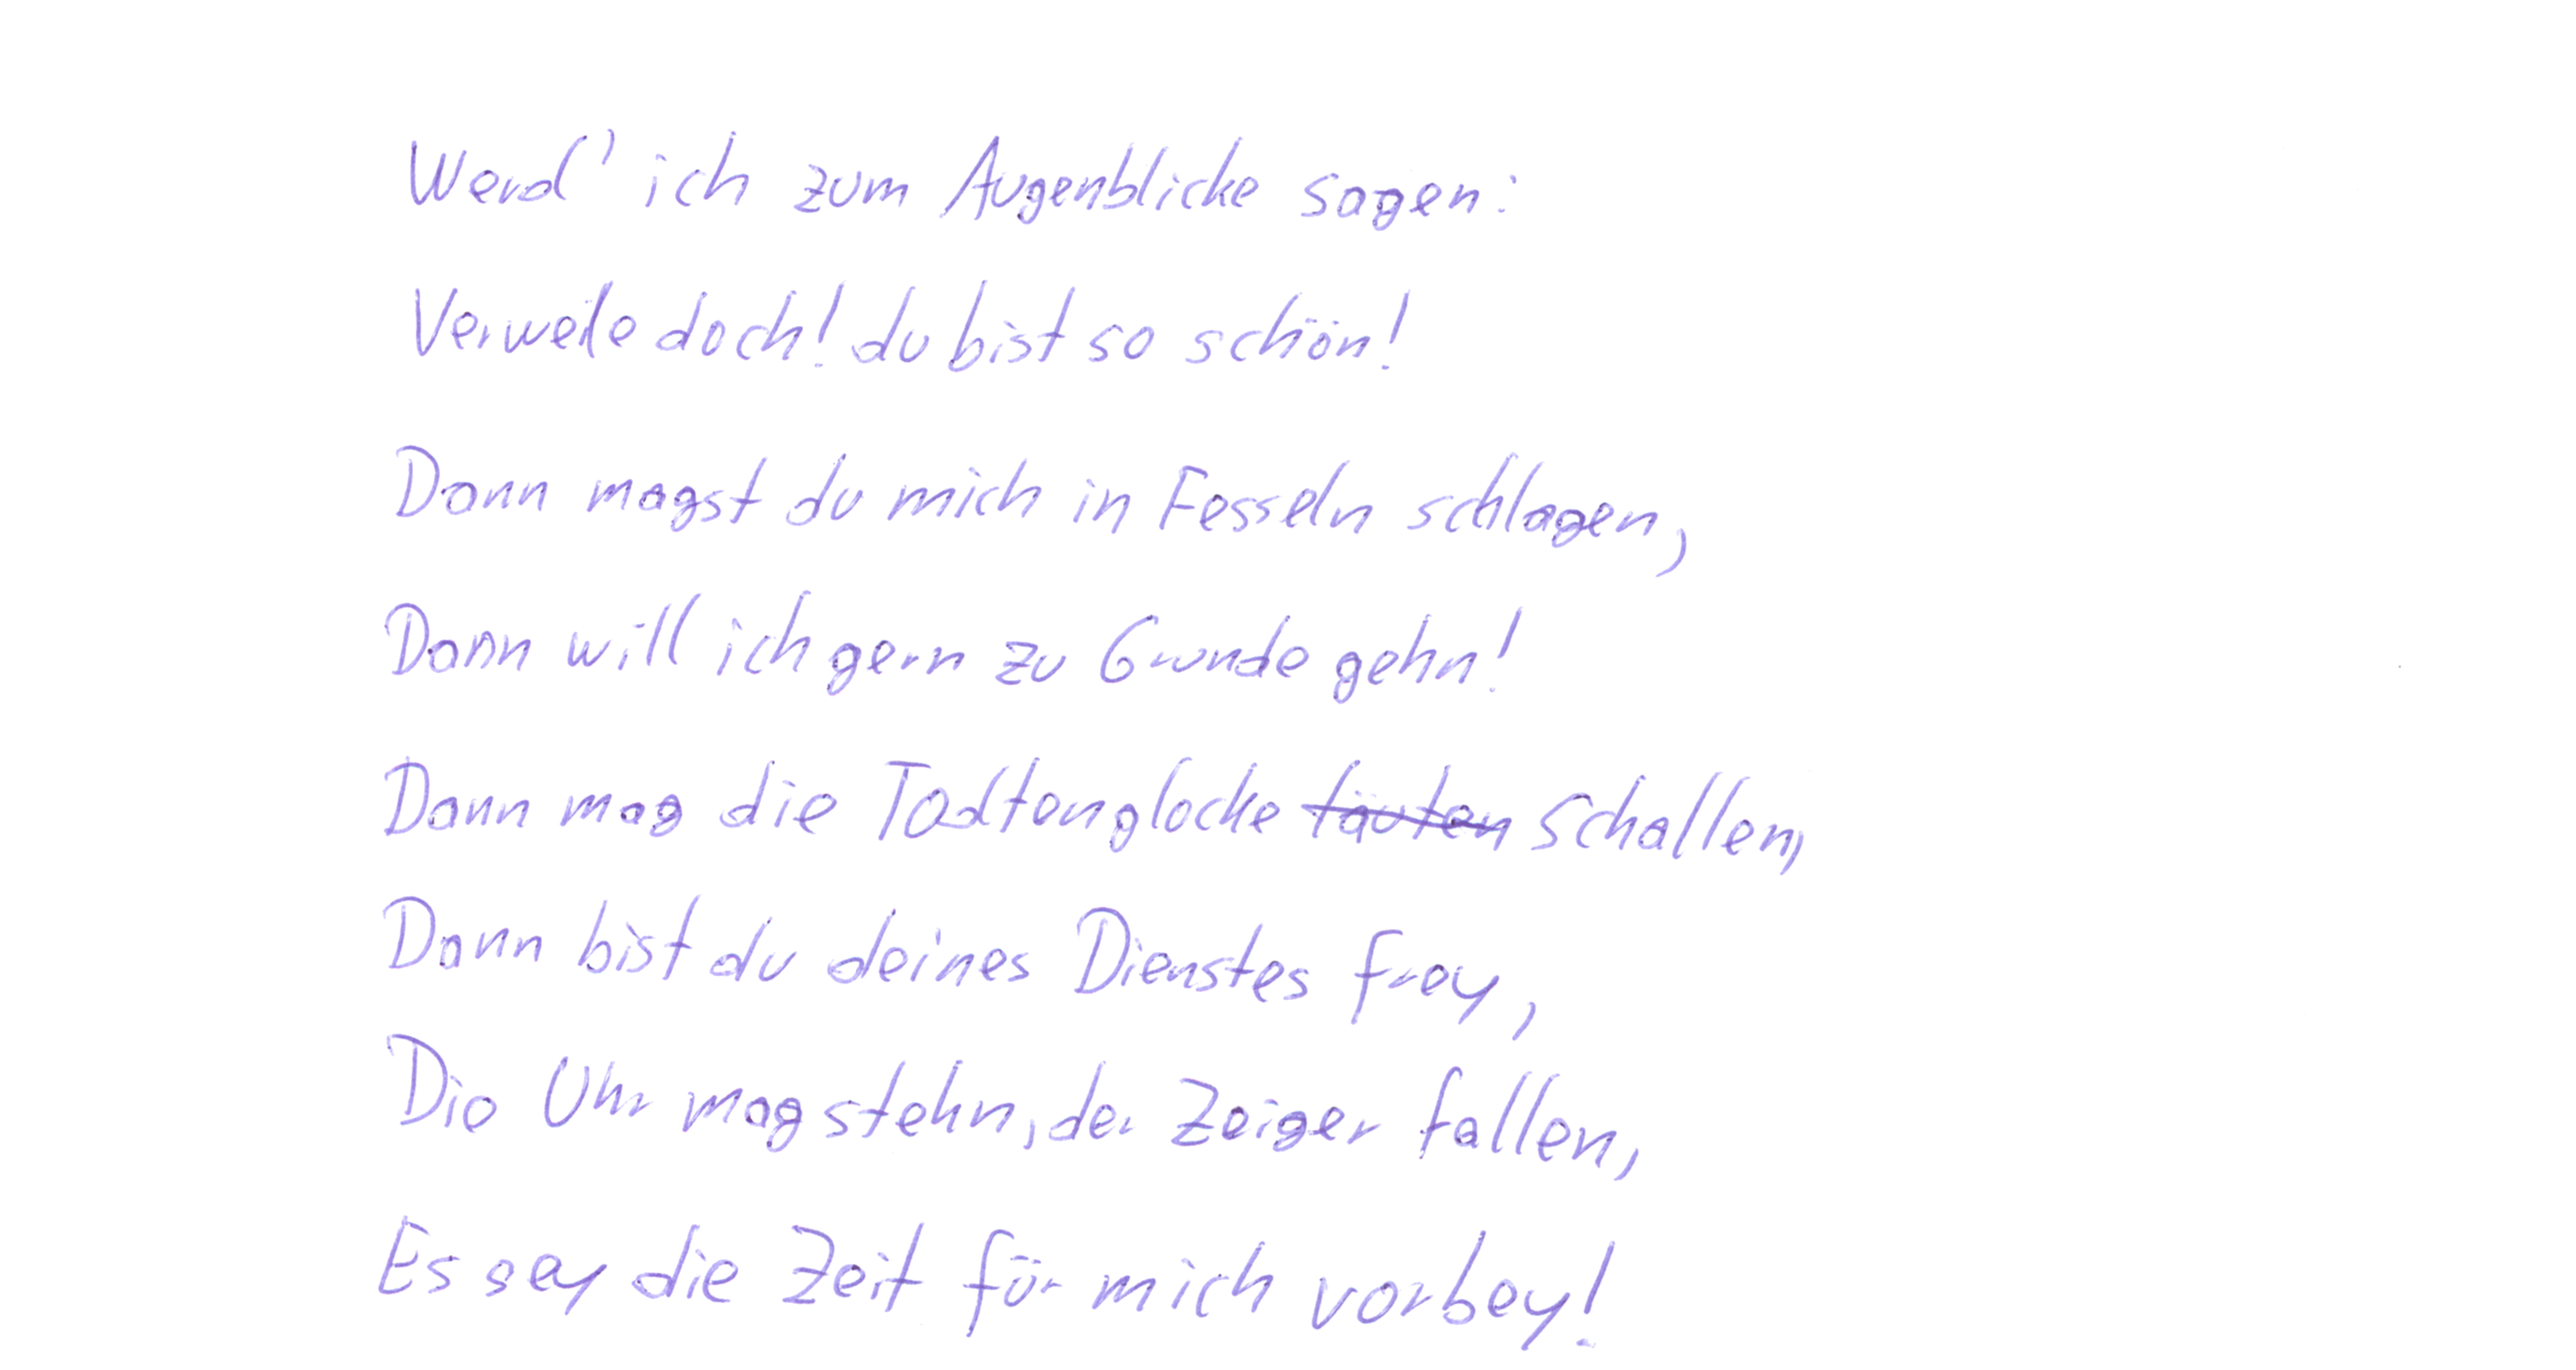 Werd' ich zum Augenblicke sagen:
Verweile doch! du bist so schön!
Dann magst du mich in Fesseln schlagen,
Dann will ich gern zu Grunde gehn!
Dann mag die Todtenglocke ~~läuten~~ schallen,
Dann bist du deines Dienstes frey,
Die Uhr mag stehn, der Zeiger fallen,
Es sey die Zeit für mich vorbey!